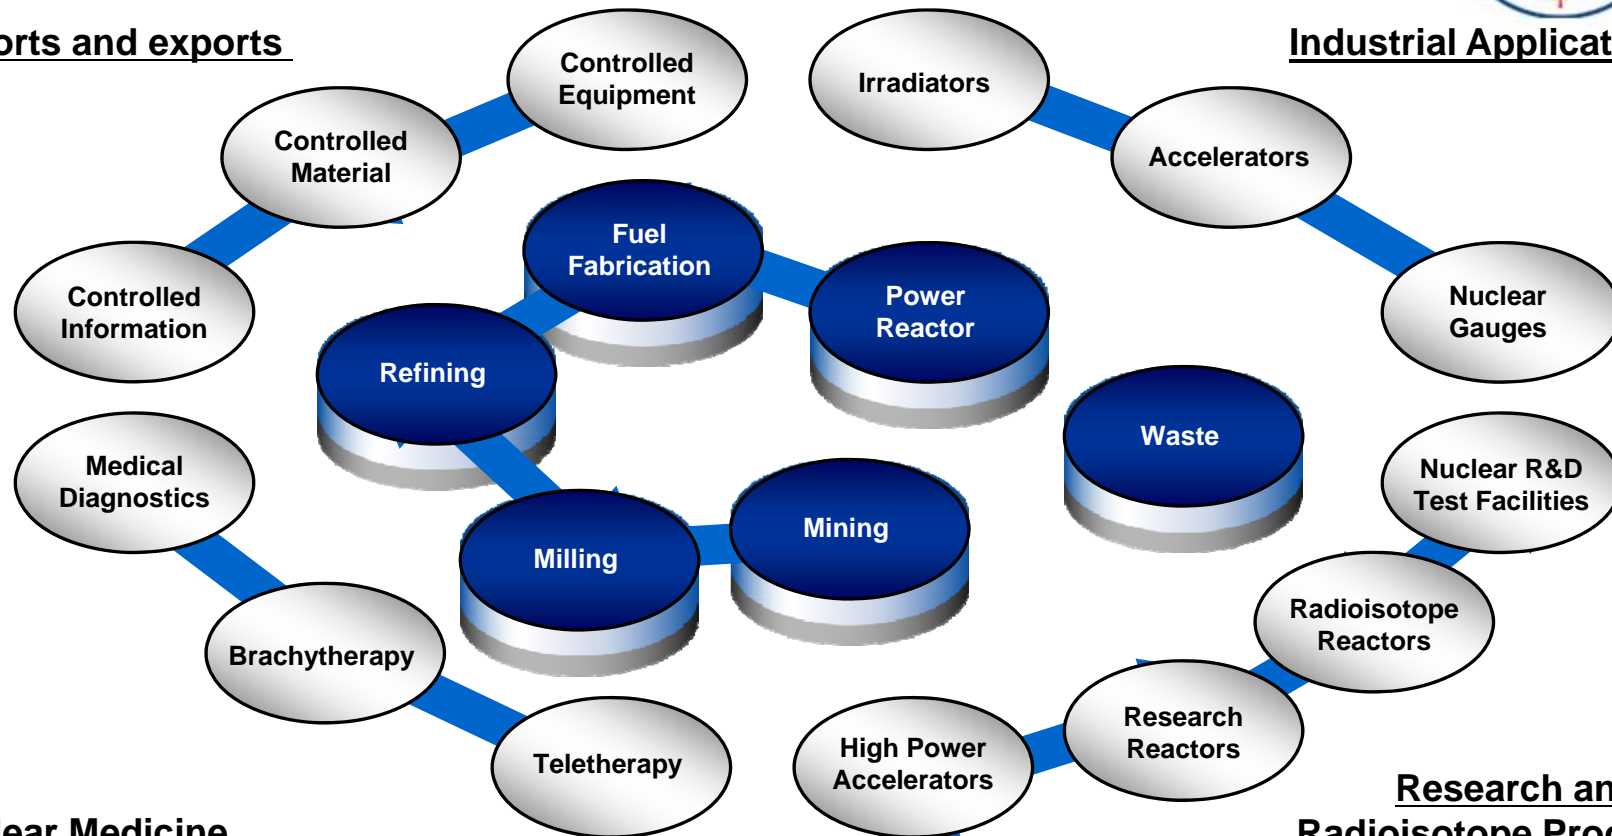 orts and exports
Industrial Applicat
Controlled
Equipment
Irradiators
Controlled
Material
Accelerators
Fuel
Fabrication
Controlled
Information
Power
Reactor
Nuclear
Gauges
Refining
Waste
Medical
Diagnostics
Nuclear R&D
Test Facilities
Mining
Milling
Radioisotope
Reactors
Brachytherapy
Research
Reactors
Teletherapy
High Power
Accelerators
Research an
lear Medicine
Radioisotope Proc